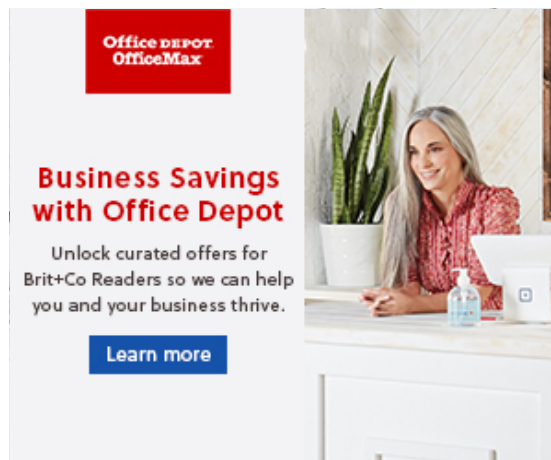 Office DEPOT
OfficeMax
Business Savings
with Office Depot
Unlock curated offers for
Brit+Co Readers so we can help
you and your business thrive.
Learn more